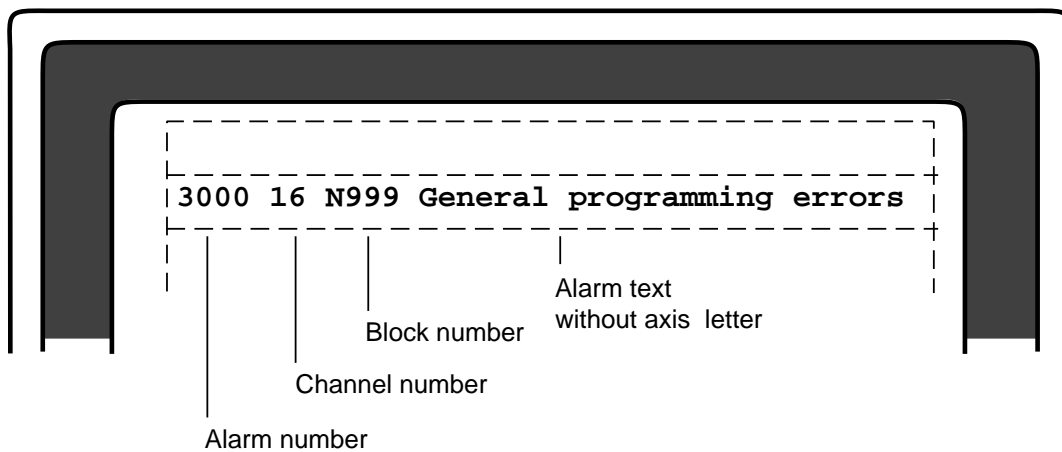 3000 16 N999 General programming errors
Alarm text
without axis letter
Block number
Channel number
Alarm number